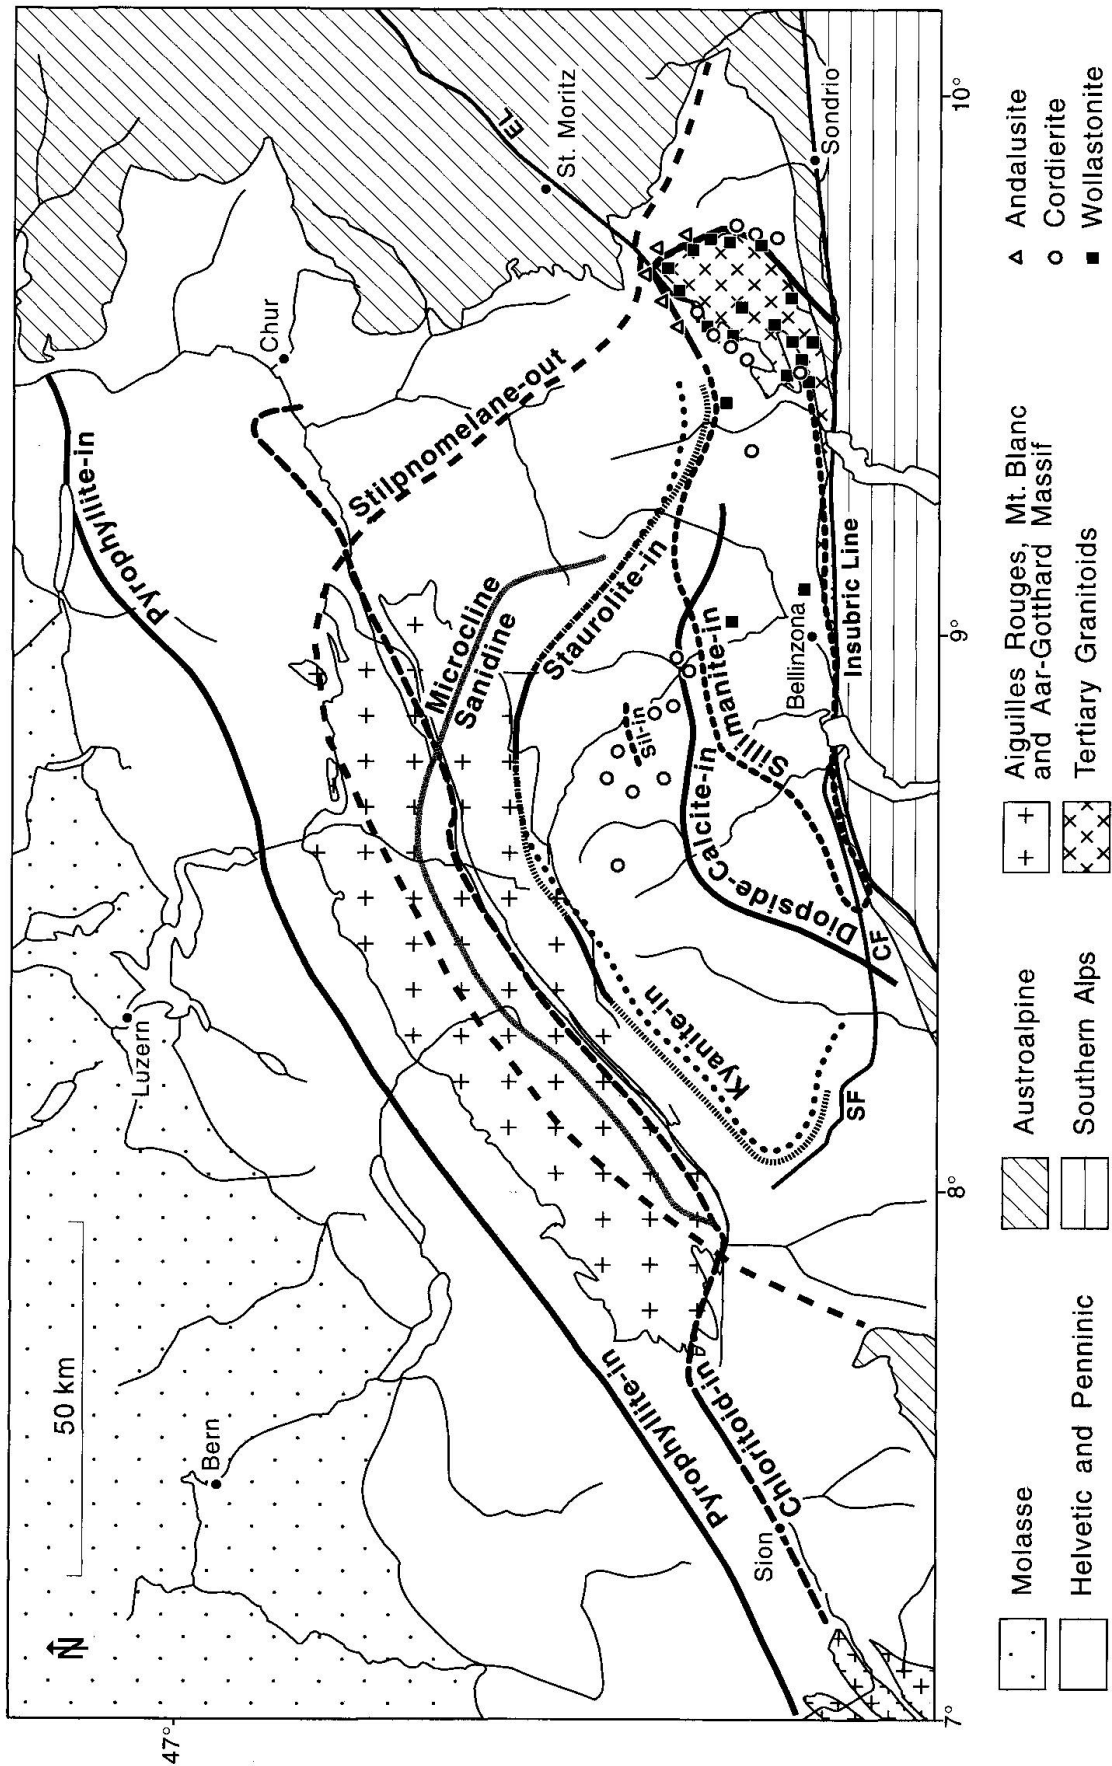 N
50 km
47°
Bern
Luzern
Chur
St. Moritz
EL
Pyrophyllite-in
Pyrophyllite-in
Stilpnomelane-out
Microcline
Sanidine
Staurolite-in
sil-in
Kyanite-in
Sillimanite-in
Diopside-Calcite-in
Chloritoid-in
Sion
Bellinzona
Insubric Line
Sondrio
SF
CF
7°
8°
9°
10°
Molasse
Helvetic and Penninic
Austroalpine
Southern Alps
Aiguilles Rouges, Mt. Blanc
and Aar-Gotthard Massif
Tertiary Granitoids
Andalusite
Cordierite
Wollastonite